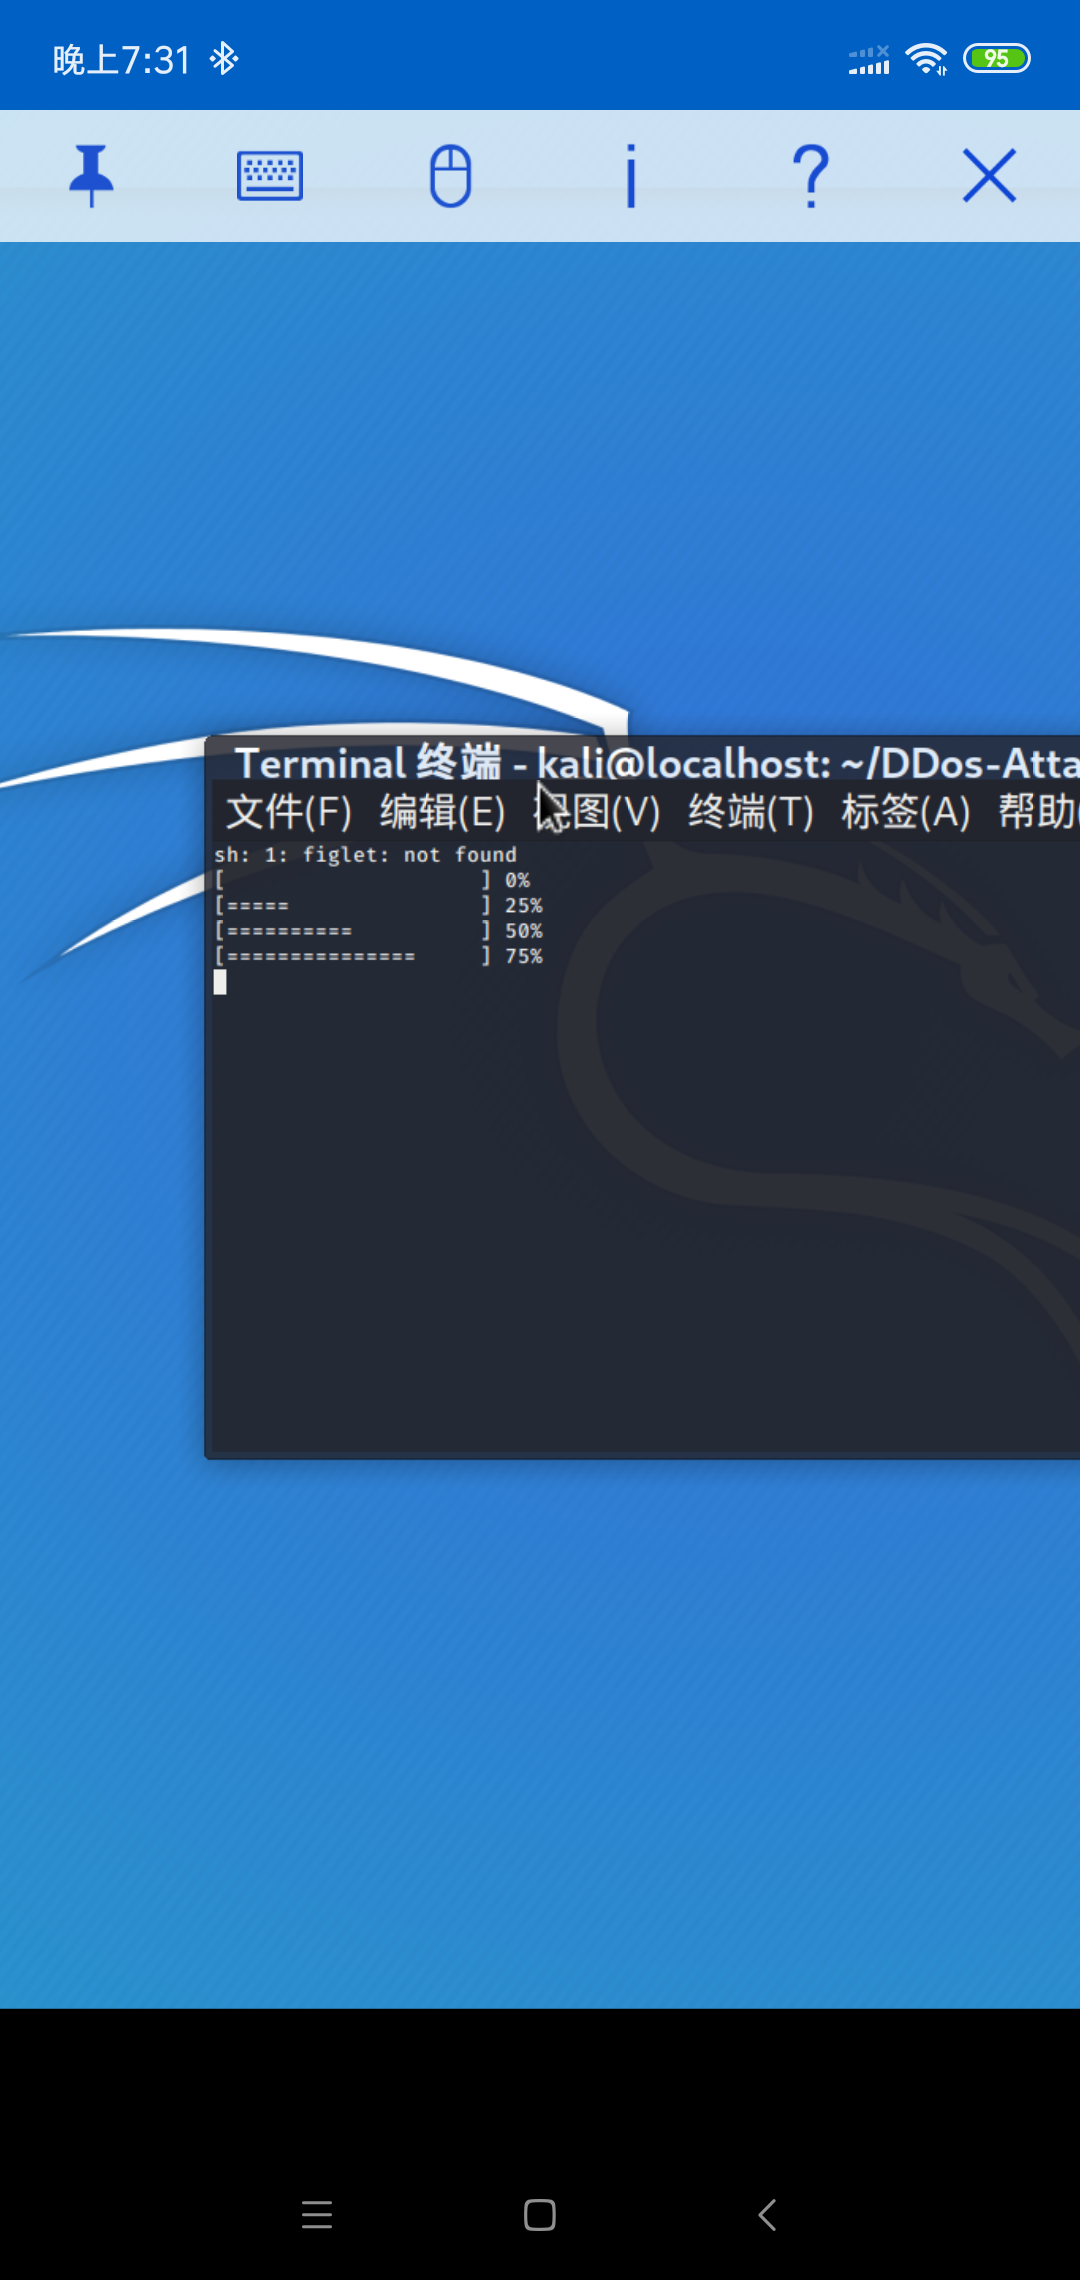 晚上7:31
95
Terminal 终端 - kali@localhost: ~/DDos-Atta
文件(F) 编辑(E) 视图(V) 终端(T) 标签(A) 帮助(
sh: 1: figlet: not found
[                    ] 0%
[=====               ] 25%
[==========          ] 50%
[===============     ] 75%